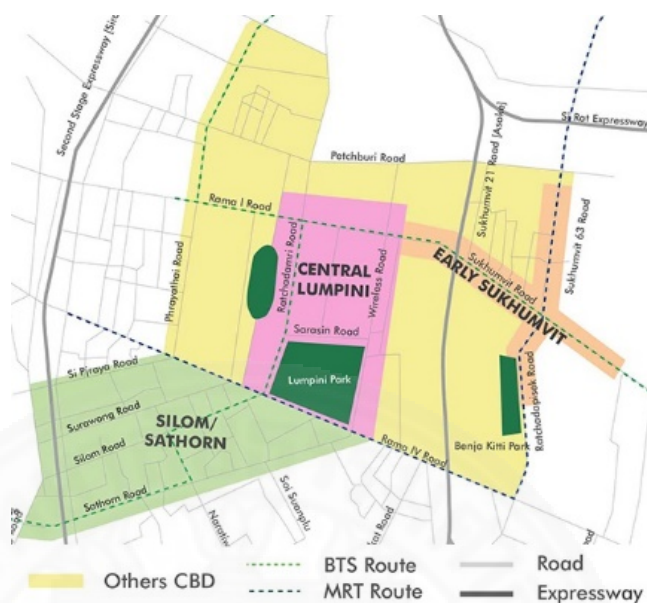 Second Stage Expressway [Sira
Si Rat Expressway
Petchburi Road
Sukhumvit 21 Road [Asoke]
Rama I Road
Sukhumvit 63 Road
Ratchadamri Road
CENTRAL
LUMPINI
Wireless Road
Sukhumvit Road
EARLY SUKHUMVIT
Phrayathai Road
Sarasin Road
Si Piraya Road
Lumpini Park
Ratchadapisek Road
Surawong Road
SILOM/
SATHORN
Silom Road
Rama IV Road
Benja Kitti Park
Sathorn Road
Soi Suanplu
Naratiw
Road
Others CBD
BTS Route
MRT Route
Road
Expressway